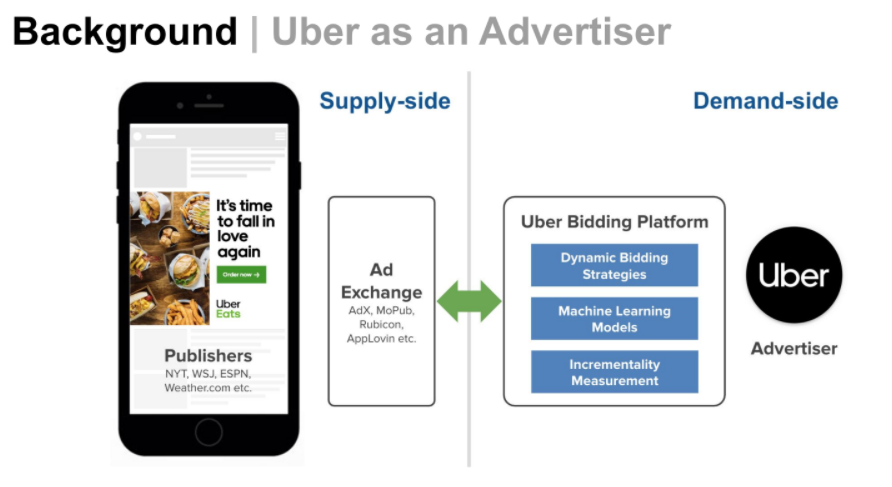 Background | Uber as an Advertiser
Supply-side
Demand-side
It's time
to fall in
love
again
Order now →
Uber
Eats
Publishers
NYT, WSJ, ESPN,
Weather.com etc.
Ad
Exchange
AdX, MoPub,
Rubicon,
AppLovin etc.
Uber Bidding Platform
Dynamic Bidding
Strategies
Machine Learning
Models
Incrementality
Measurement
Uber
Advertiser